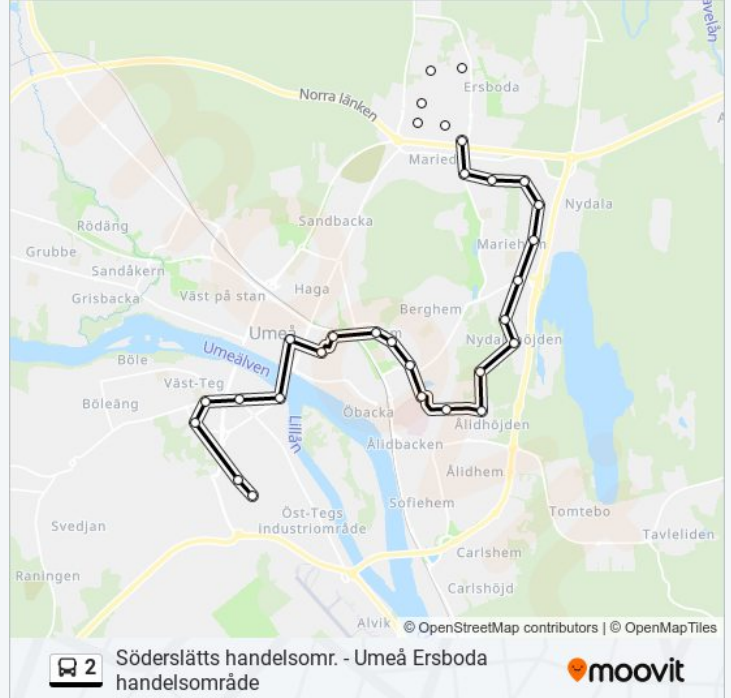 avelån
Ersboda
Norra länken
Maried
Nydala
Sandbacka
Rödäng
Grubbe
Mariehem
Sandåkern
Haga
Grisbacka
Väst på stan
Berghem
Umeå
Umeälven
Böle
Väst-Teg
Böleäng
Öbacka
Lillån
Ålidhöjden
Ålidbacken
Ålidhem
Sofiehem
Öst-Tegs
industriområde
Tomtebo
Svedjan
Tavleliden
Carlshem
Raningen
Carlshöjd
Alvik
© OpenStreetMap contributors | © OpenMapTiles
2
Söderslätts handelsomr. - Umeå Ersboda
handelsområde
moovit